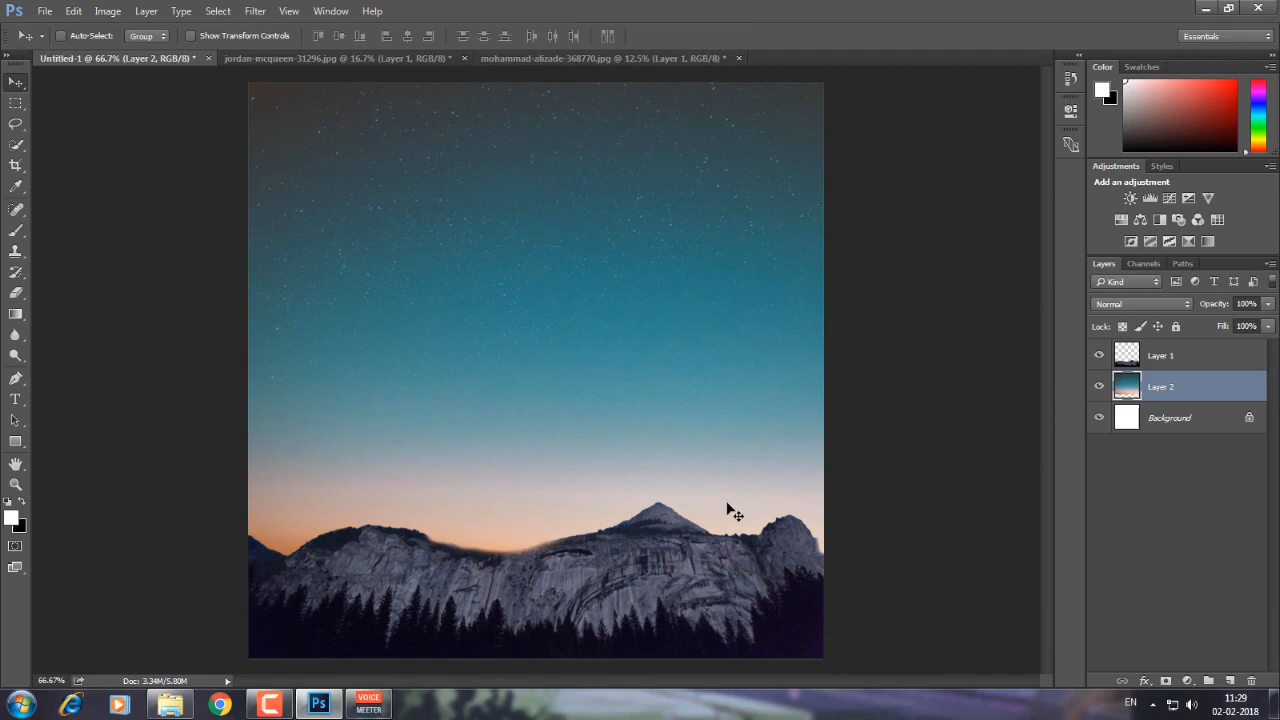 Ps File Edit Image Layer Type Select Filter View Window Help
Auto-Select: Group Show Transform Controls Essentials
Untitled-1 @ 66.7% (Layer 2, RGB/8) * × jordan-mcqueen-31296.jpg @ 16.7% (Layer 1, RGB/8) * × mohammad-alizade-368770.jpg @ 12.5% (Layer 1, RGB/8) * ×
Color Swatches
Adjustments Styles
Add an adjustment
Layers Channels Paths
Kind
Normal Opacity: 100%
Lock: Fill: 100%
Layer 1
Layer 2
Background
66.67% Doc: 3.34M/5.80M
Ps VOICE MEETER EN 11:29
02-02-2018